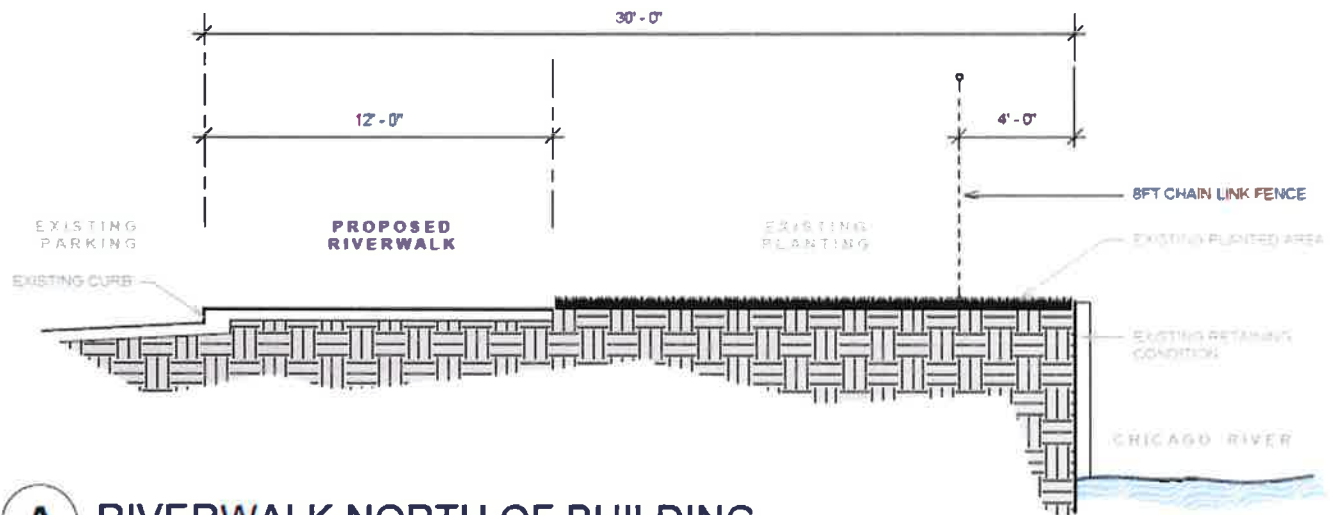 30' - 0"
12' - 0"
4' - 0"
8FT CHAIN LINK FENCE
EXISTING
PARKING
PROPOSED
RIVERWALK
EXISTING
PLANTING
EXISTING PLANTED AREA
EXISTING CURB
EXISTING RETAINING
CONDITION
CHICAGO RIVER
A RIVERWALK NORTH OF BUILDING